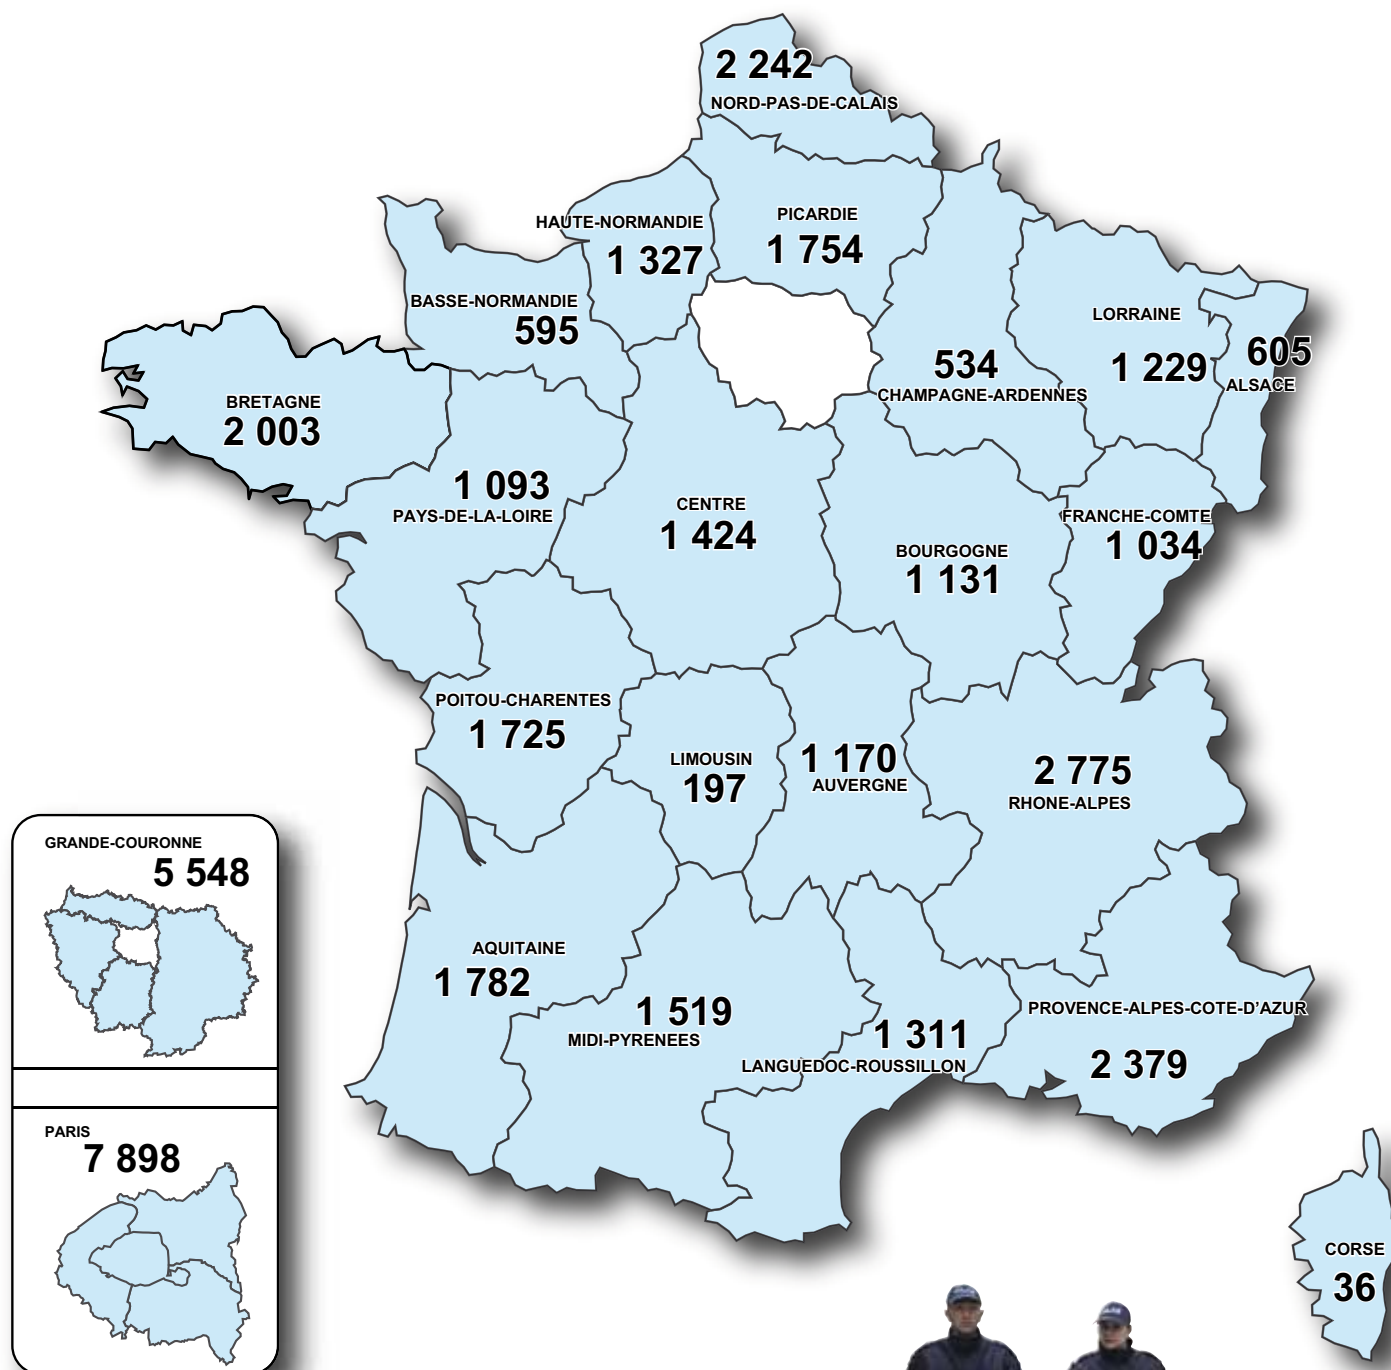 2 242
NORD-PAS-DE-CALAIS
HAUTE-NORMANDIE
1 327
PICARDIE
1 754
BASSE-NORMANDIE
595
LORRAINE
1 229
605
ALSACE
534
CHAMPAGNE-ARDENNES
BRETAGNE
2 003
1 093
PAYS-DE-LA-LOIRE
CENTRE
1 424
FRANCHE-COMTE
1 034
BOURGOGNE
1 131
POITOU-CHARENTES
1 725
LIMOUSIN
197
1 170
AUVERGNE
2 775
RHONE-ALPES
GRANDE-COURONNE
5 548
AQUITAINE
1 782
1 519
MIDI-PYRENEES
1 311
LANGUEDOC-ROUSSILLON
PROVENCE-ALPES-COTE-D'AZUR
2 379
PARIS
7 898
CORSE
36